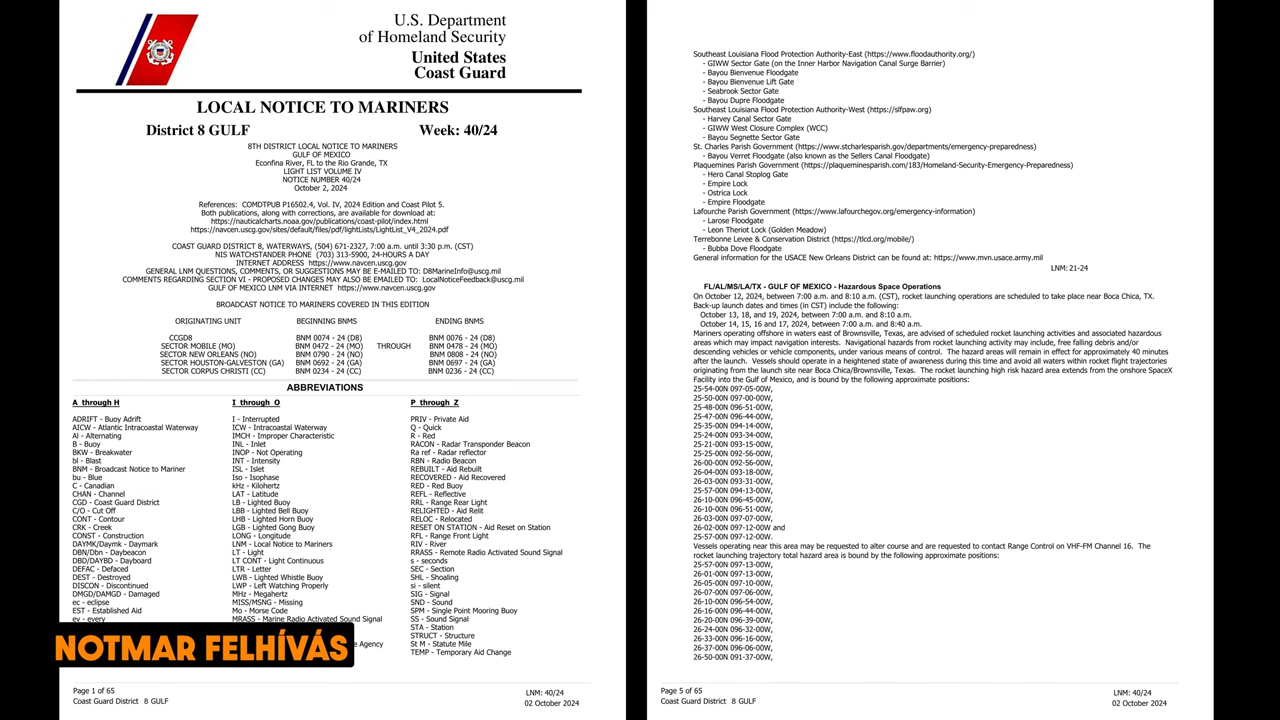 U.S. Department
of Homeland Security
United States
Coast Guard
LOCAL NOTICE TO MARINERS
District 8 GULF Week: 40/24
8TH DISTRICT LOCAL NOTICE TO MARINERS
GULF OF MEXICO
Econfina River, FL to the Rio Grande, TX
LIGHT LIST VOLUME IV
NOTICE NUMBER 40/24
October 2, 2024
References: COMDTPUB P16502.4, Vol. IV, 2024 Edition and Coast Pilot 5.
Both publications, along with corrections, are available for download at:
https://nauticalcharts.noaa.gov/publications/coast-pilot/index.html
https://navcen.uscg.gov/sites/default/files/pdf/lightLists/LightList_V4_2024.pdf
COAST GUARD DISTRICT 8, WATERWAYS, (504) 671-2327, 7:00 a.m. until 3:30 p.m. (CST)
NIS WATCHSTANDER PHONE (703) 313-5900, 24-HOURS A DAY
INTERNET ADDRESS https://www.navcen.uscg.gov
GENERAL LNM QUESTIONS, COMMENTS, OR SUGGESTIONS MAY BE E-MAILED TO: D8MarineInfo@uscg.mil
COMMENTS REGARDING SECTION VI - PROPOSED CHANGES MAY ALSO BE EMAILED TO: LocalNoticeFeedback@uscg.mil
GULF OF MEXICO LNM VIA INTERNET https://www.navcen.uscg.gov
BROADCAST NOTICE TO MARINERS COVERED IN THIS EDITION
ORIGINATING UNIT BEGINNING BNMS ENDING BNMS
CCGD8 BNM 0074 - 24 (D8) BNM 0076 - 24 (D8)
SECTOR MOBILE (MO) BNM 0472 - 24 (MO) THROUGH BNM 0478 - 24 (MO)
SECTOR NEW ORLEANS (NO) BNM 0790 - 24 (NO) BNM 0808 - 24 (NO)
SECTOR HOUSTON-GALVESTON (GA) BNM 0692 - 24 (GA) BNM 0697 - 24 (GA)
SECTOR CORPUS CHRISTI (CC) BNM 0234 - 24 (CC) BNM 0236 - 24 (CC)
ABBREVIATIONS
A through H
ADRIFT - Buoy Adrift
AICW - Atlantic Intracoastal Waterway
Al - Alternating
B - Buoy
BKW - Breakwater
bl - Blast
BNM - Broadcast Notice to Mariner
bu - Blue
C - Canadian
CHAN - Channel
CGD - Coast Guard District
C/O - Cut Off
CONT - Contour
CRK - Creek
CONST - Construction
DAYMK/Daymk - Daymark
DBN/Dbn - Daybeacon
DBD/DAYBD - Dayboard
DEFAC - Defaced
DEST - Destroyed
DISCON - Discontinued
DMGD/DAMGD - Damaged
ec - eclipse
EST - Established Aid
ev - every
I through O
I - Interrupted
ICW - Intracoastal Waterway
IMCH - Improper Characteristic
INL - Inlet
INOP - Not Operating
INT - Intensity
ISL - Islet
Iso - Isophase
kHz - Kilohertz
LAT - Latitude
LB - Lighted Buoy
LBB - Lighted Bell Buoy
LHB - Lighted Horn Buoy
LGB - Lighted Gong Buoy
LONG - Longitude
LNM - Local Notice to Mariners
LT - Light
LT CONT - Light Continuous
LTR - Letter
LWB - Lighted Whistle Buoy
LWP - Left Watching Properly
MHz - Megahertz
MISS/MSNG - Missing
Mo - Morse Code
MRASS - Marine Radio Activated Sound Signal
e Agency
P through Z
PRIV - Private Aid
Q - Quick
R - Red
RACON - Radar Transponder Beacon
Ra ref - Radar reflector
RBN - Radio Beacon
REBUILT - Aid Rebuilt
RECOVERED - Aid Recovered
RED - Red Buoy
REFL - Reflective
RRL - Range Rear Light
RELIGHTED - Aid Relit
RELOC - Relocated
RESET ON STATION - Aid Reset on Station
RFL - Range Front Light
RIV - River
RRASS - Remote Radio Activated Sound Signal
s - seconds
SEC - Section
SHL - Shoaling
si - silent
SIG - Signal
SND - Sound
SPM - Single Point Mooring Buoy
SS - Sound Signal
STA - Station
STRUCT - Structure
St M - Statute Mile
TEMP - Temporary Aid Change
NOTMAR FELHÍVÁS
Page 1 of 65
Coast Guard District 8 GULF
LNM: 40/24
02 October 2024
Southeast Louisiana Flood Protection Authority-East (https://www.floodauthority.org/)
- GIWW Sector Gate (on the Inner Harbor Navigation Canal Surge Barrier)
- Bayou Bienvenue Floodgate
- Bayou Bienvenue Lift Gate
- Seabrook Sector Gate
- Bayou Dupre Floodgate
Southeast Louisiana Flood Protection Authority-West (https://slfpaw.org)
- Harvey Canal Sector Gate
- GIWW West Closure Complex (WCC)
- Bayou Segnette Sector Gate
St. Charles Parish Government (https://www.stcharlesparish.gov/departments/emergency-preparedness)
- Bayou Verret Floodgate (also known as the Sellers Canal Floodgate)
Plaquemines Parish Government (https://plaqueminesparish.com/183/Homeland-Security-Emergency-Preparedness)
- Hero Canal Stoplog Gate
- Empire Lock
- Ostrica Lock
- Empire Floodgate
Lafourche Parish Government (https://www.lafourchegov.org/emergency-information)
- Larose Floodgate
- Leon Theriot Lock (Golden Meadow)
Terrebonne Levee & Conservation District (https://tlcd.org/mobile/)
- Bubba Dove Floodgate
General information for the USACE New Orleans District can be found at: https://www.mvn.usace.army.mil
LNM: 21-24
FL/AL/MS/LA/TX - GULF OF MEXICO - Hazardous Space Operations
On October 12, 2024, between 7:00 a.m. and 8:10 a.m. (CST), rocket launching operations are scheduled to take place near Boca Chica, TX.
Back-up launch dates and times (in CST) include the following:
October 13, 18, and 19, 2024, between 7:00 a.m. and 8:10 a.m.
October 14, 15, 16 and 17, 2024, between 7:00 a.m. and 8:40 a.m.
Mariners operating offshore in waters east of Brownsville, Texas, are advised of scheduled rocket launching activities and associated hazardous
areas which may impact navigation interests. Navigational hazards from rocket launching activity may include, free falling debris and/or
descending vehicles or vehicle components, under various means of control. The hazard areas will remain in effect for approximately 40 minutes
after the launch. Vessels should operate in a heightened state of awareness during this time and avoid all waters within rocket flight trajectories
originating from the launch site near Boca Chica/Brownsville, Texas. The rocket launching high risk hazard area extends from the onshore SpaceX
Facility into the Gulf of Mexico, and is bound by the following approximate positions:
25-54-00N 097-05-00W,
25-50-00N 097-00-00W,
25-48-00N 096-51-00W,
25-47-00N 096-44-00W,
25-35-00N 094-14-00W,
25-24-00N 093-34-00W,
25-21-00N 093-15-00W,
25-25-00N 092-56-00W,
26-00-00N 092-56-00W,
26-04-00N 093-18-00W,
26-03-00N 093-31-00W,
25-57-00N 094-13-00W,
26-10-00N 096-45-00W,
26-10-00N 096-51-00W,
26-03-00N 097-07-00W,
26-02-00N 097-12-00W and
25-57-00N 097-12-00W.
Vessels operating near this area may be requested to alter course and are requested to contact Range Control on VHF-FM Channel 16. The
rocket launching trajectory total hazard area is bound by the following approximate positions:
25-57-00N 097-13-00W,
26-01-00N 097-13-00W,
26-05-00N 097-10-00W,
26-07-00N 097-06-00W,
26-10-00N 096-54-00W,
26-16-00N 096-44-00W,
26-20-00N 096-39-00W,
26-24-00N 096-32-00W,
26-33-00N 096-16-00W,
26-37-00N 096-06-00W,
26-50-00N 091-37-00W,
Page 5 of 65
Coast Guard District 8 GULF
LNM: 40/24
02 October 2024